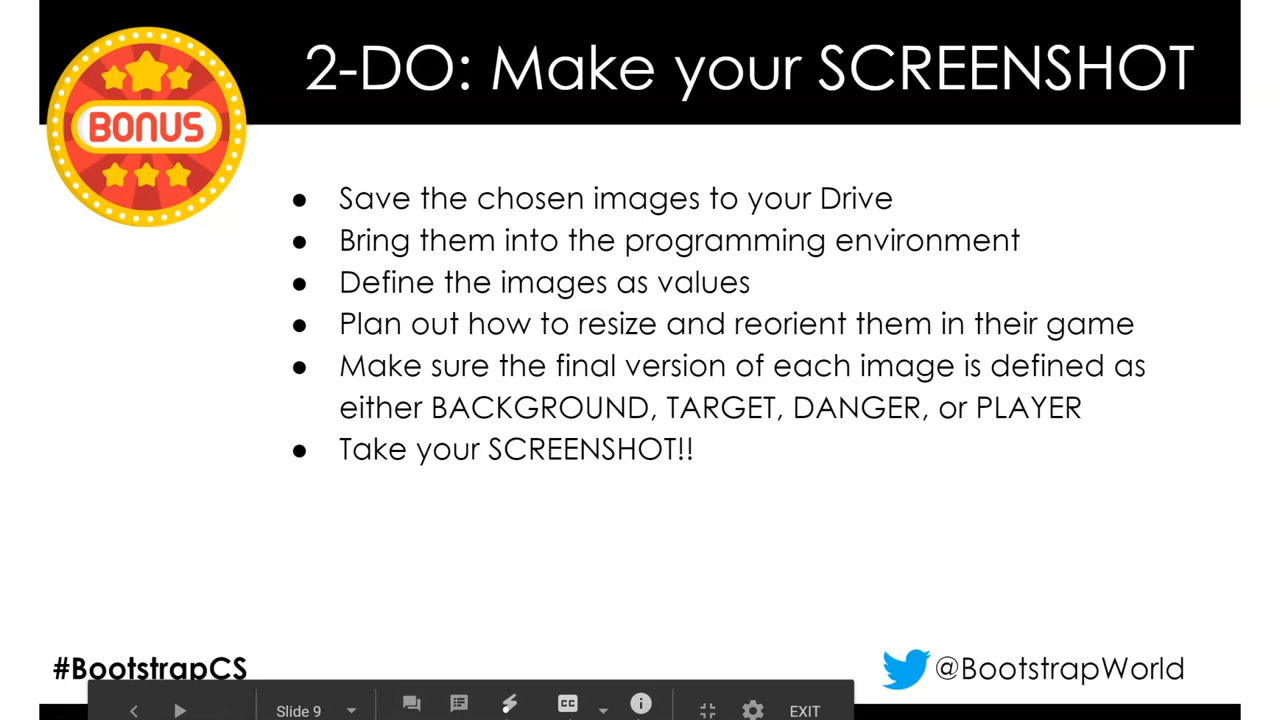 2-DO: Make your SCREENSHOT
BONUS
● Save the chosen images to your Drive
● Bring them into the programming environment
● Define the images as values
● Plan out how to resize and reorient them in their game
● Make sure the final version of each image is defined as
either BACKGROUND, TARGET, DANGER, or PLAYER
● Take your SCREENSHOT!!
#BootstrapCS
@BootstrapWorld
Slide 9
CC
EXIT